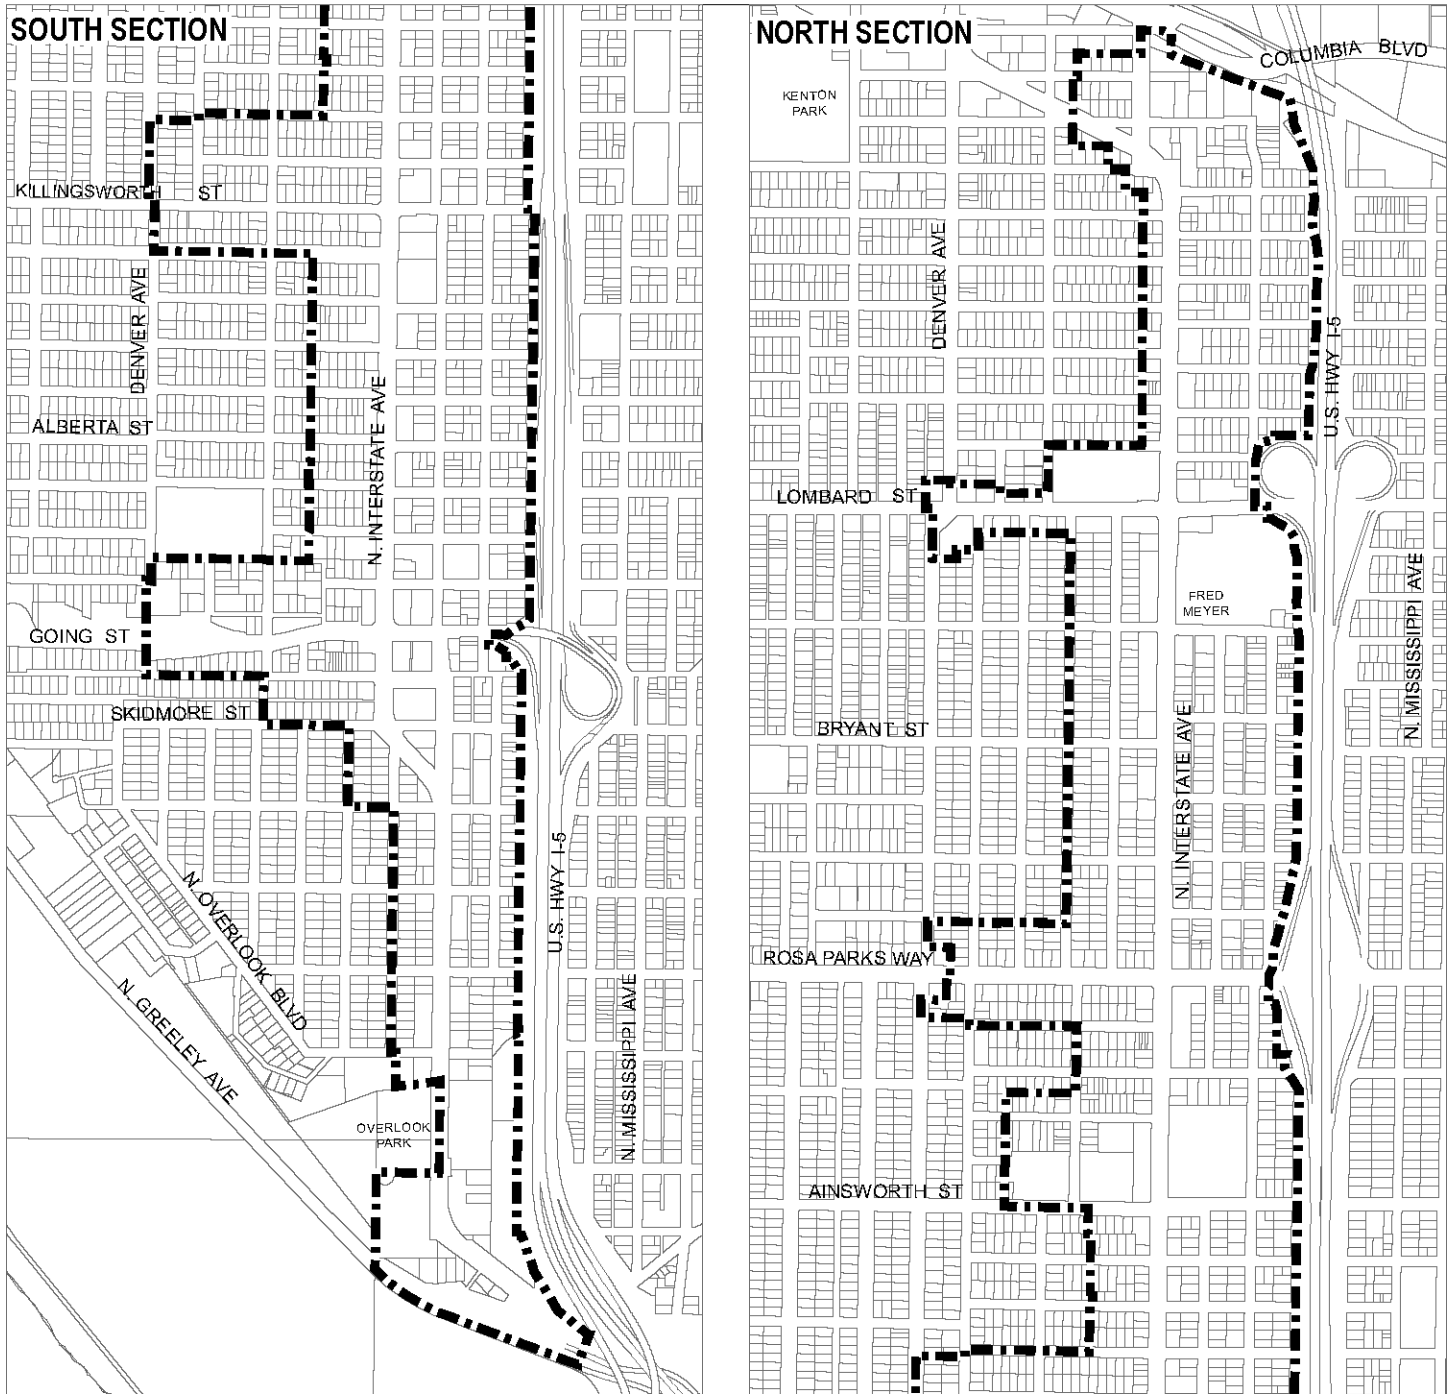 SOUTH SECTION
KILLINGSWORTH ST
DENVER AVE
N. INTERSTATE AVE
ALBERTA ST
GOING ST
SKIDMORE ST
N. OVERLOOK BLVD
U.S. HWY I-5
N. GREELEY AVE
N. MISSISSIPPI AVE
OVERLOOK
PARK
NORTH SECTION
COLUMBIA BLVD
KENTON
PARK
DENVER AVE
U.S. HWY I-5
LOMBARD ST
N. MISSISSIPPI AVE
FRED
MEYER
BRYANT ST
N. INTERSTATE AVE
ROSA PARKS WAY
AINSWORTH ST